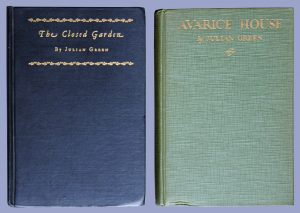 The Closed Garden
By Julian Green
AVARICE HOUSE
By JULIAN GREEN